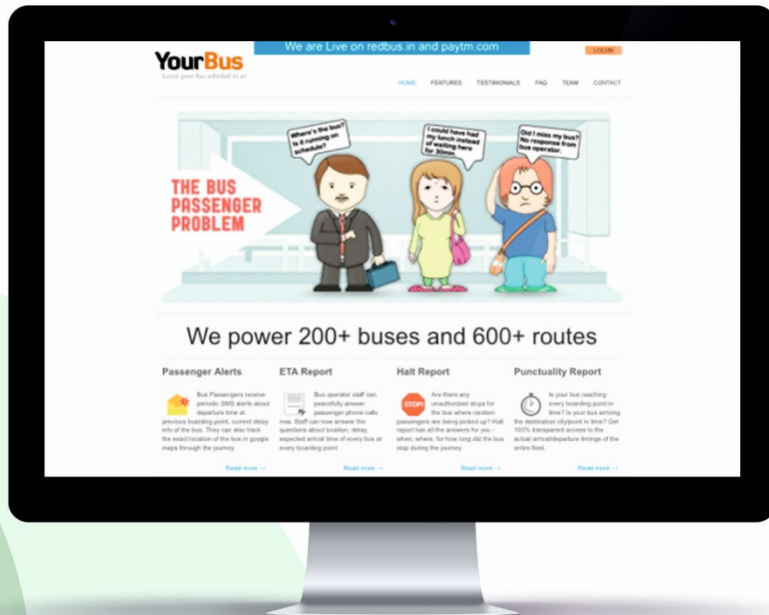 We are Live on redbus.in and paytm.com
LOGIN
YourBus
Leave your bus schedule to us
HOME FEATURES TESTIMONIALS FAQ TEAM CONTACT
Where's the bus?
Is it running on
schedule?
I could have had
my lunch instead
of waiting here
for 30min.
Did I miss my bus?
No response from
bus operator.
THE BUS
PASSENGER
PROBLEM
We power 200+ buses and 600+ routes
Passenger Alerts
Bus Passengers receive
periodic SMS alerts about
departure time at
previous boarding point, current delay
info of the bus. They can also track
the exact location of the bus in google
maps through the journey
Read more →
ETA Report
Bus operator staff can
peacefully answer
passenger phone calls
now. Staff can now answer the
questions about location, delay,
expected arrival time of every bus at
every boarding point
Read more →
Halt Report
STOP!
Are there any
unauthorized stops for
the bus where random
passengers are being picked up? Halt
report has all the answers for you -
when, where, for how long did the bus
stop during the journey.
Read more →
Punctuality Report
Is your bus reaching
every boarding point in
time? Is your bus arriving
the destination city/point in time? Get
100% transparent access to the
actual arrival/departure timings of the
entire fleet.
Read more →